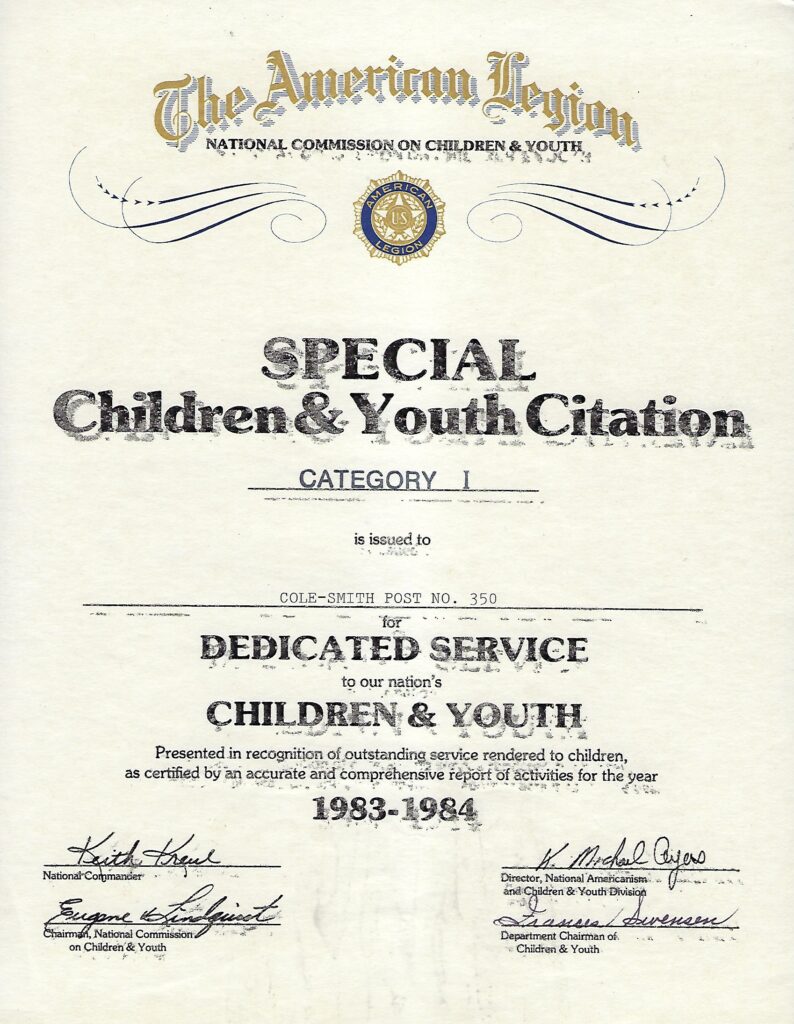 The American Legion
NATIONAL COMMISSION ON CHILDREN & YOUTH
AMERICAN
US
LEGION
SPECIAL
Children & Youth Citation
CATEGORY I
is issued to
COLE-SMITH POST NO. 350
for
DEDICATED SERVICE
to our nation's
CHILDREN & YOUTH
Presented in recognition of outstanding service rendered to children,
as certified by an accurate and comprehensive report of activities for the year
1983-1984
Keith Kreul
National Commander
K. Michael Ayers
Director, National Americanism
and Children & Youth Division
Eugene V. Lindquist
Chairman, National Commission
on Children & Youth
Frances Swensen
Department Chairman of
Children & Youth